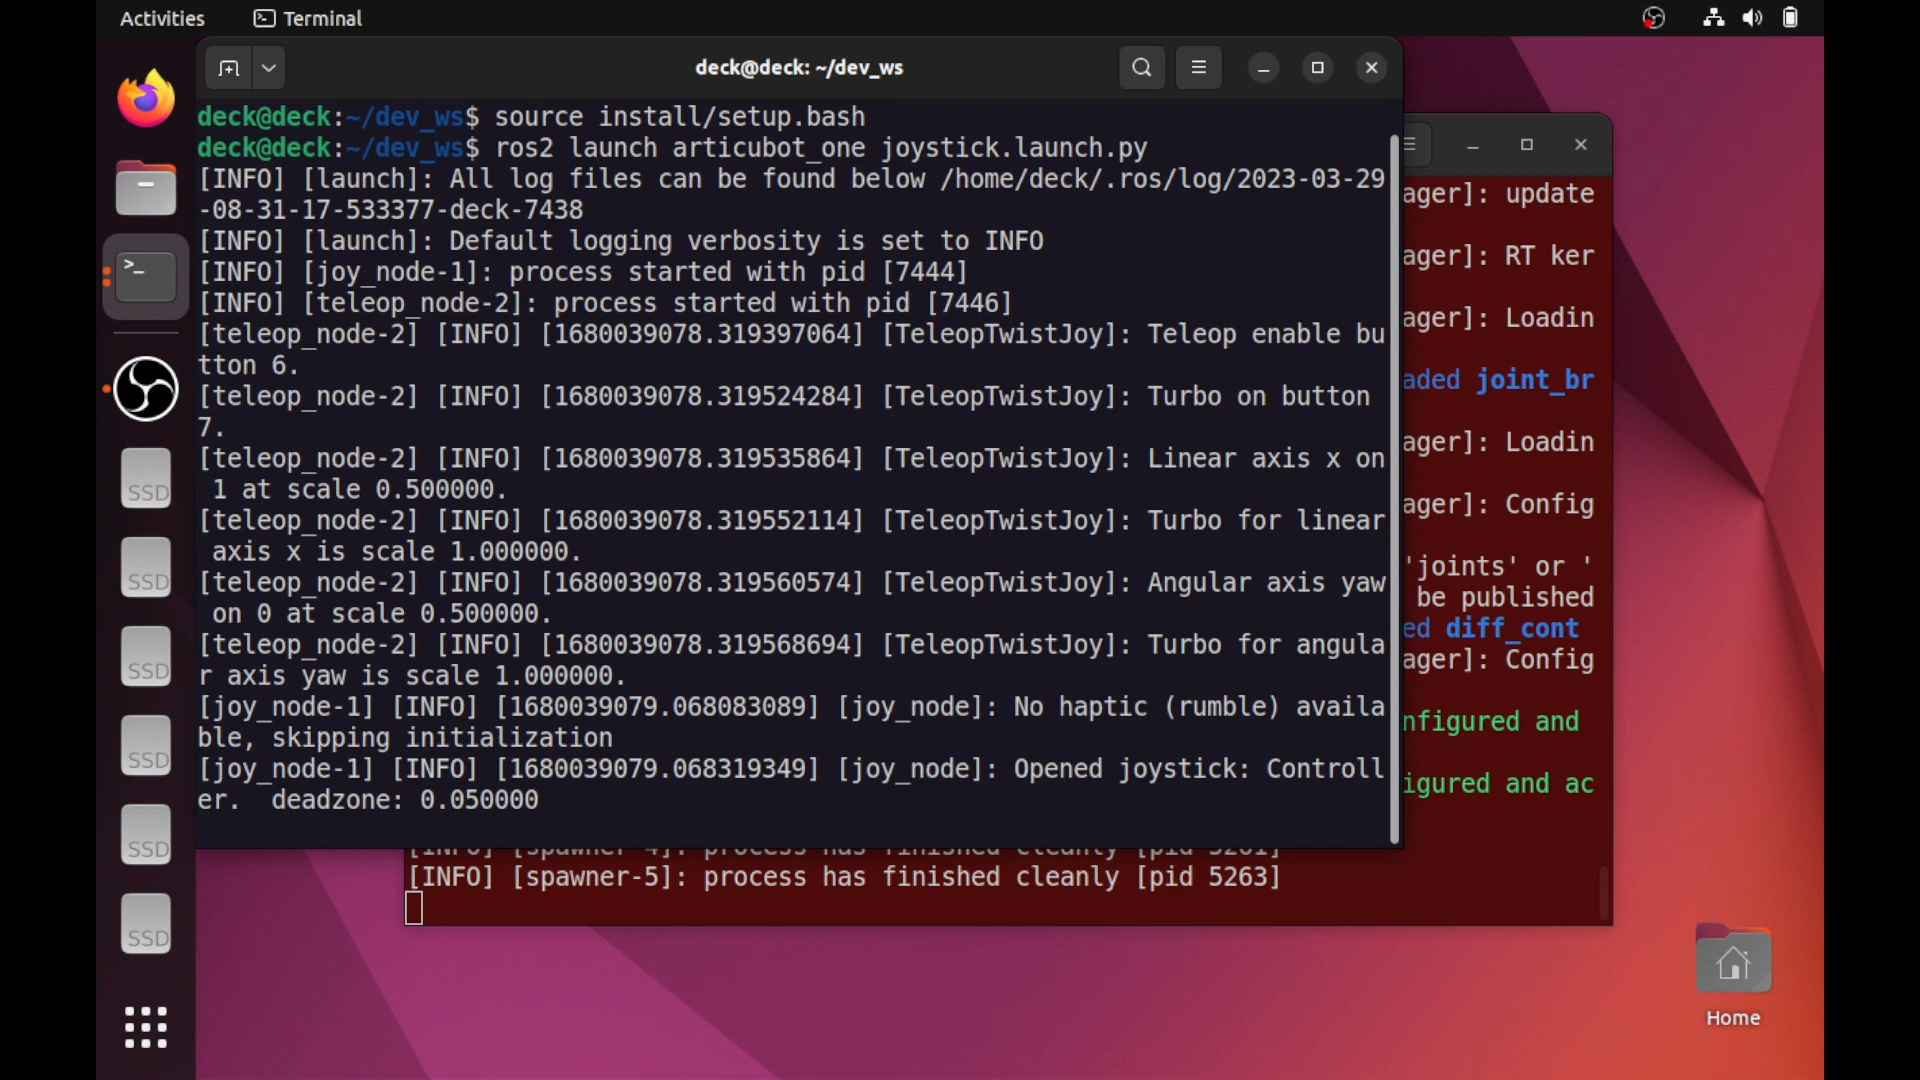 Activities
Terminal
deck@deck: ~/dev_ws
deck@deck:~/dev_ws$ source install/setup.bash
deck@deck:~/dev_ws$ ros2 launch articubot_one joystick.launch.py
[INFO] [launch]: All log files can be found below /home/deck/.ros/log/2023-03-29
-08-31-17-533377-deck-7438
[INFO] [launch]: Default logging verbosity is set to INFO
[INFO] [joy_node-1]: process started with pid [7444]
[INFO] [teleop_node-2]: process started with pid [7446]
[teleop_node-2] [INFO] [1680039078.319397064] [TeleopTwistJoy]: Teleop enable bu
tton 6.
[teleop_node-2] [INFO] [1680039078.319524284] [TeleopTwistJoy]: Turbo on button
7.
[teleop_node-2] [INFO] [1680039078.319535864] [TeleopTwistJoy]: Linear axis x on
1 at scale 0.500000.
[teleop_node-2] [INFO] [1680039078.319552114] [TeleopTwistJoy]: Turbo for linear
axis x is scale 1.000000.
[teleop_node-2] [INFO] [1680039078.319560574] [TeleopTwistJoy]: Angular axis yaw
on 0 at scale 0.500000.
[teleop_node-2] [INFO] [1680039078.319568694] [TeleopTwistJoy]: Turbo for angula
r axis yaw is scale 1.000000.
[joy_node-1] [INFO] [1680039079.068083089] [joy_node]: No haptic (rumble) availa
ble, skipping initialization
[joy_node-1] [INFO] [1680039079.068319349] [joy_node]: Opened joystick: Controll
er.  deadzone: 0.050000
ager]: update
ager]: RT ker
ager]: Loadin
aded joint_br
ager]: Loadin
ager]: Config
'joints' or '
be published
ed diff_cont
ager]: Config
nfigured and
igured and ac
[INFO] [spawner-4]: process has finished cleanly [pid 5261]
[INFO] [spawner-5]: process has finished cleanly [pid 5263]
SSD
SSD
SSD
SSD
SSD
SSD
Home